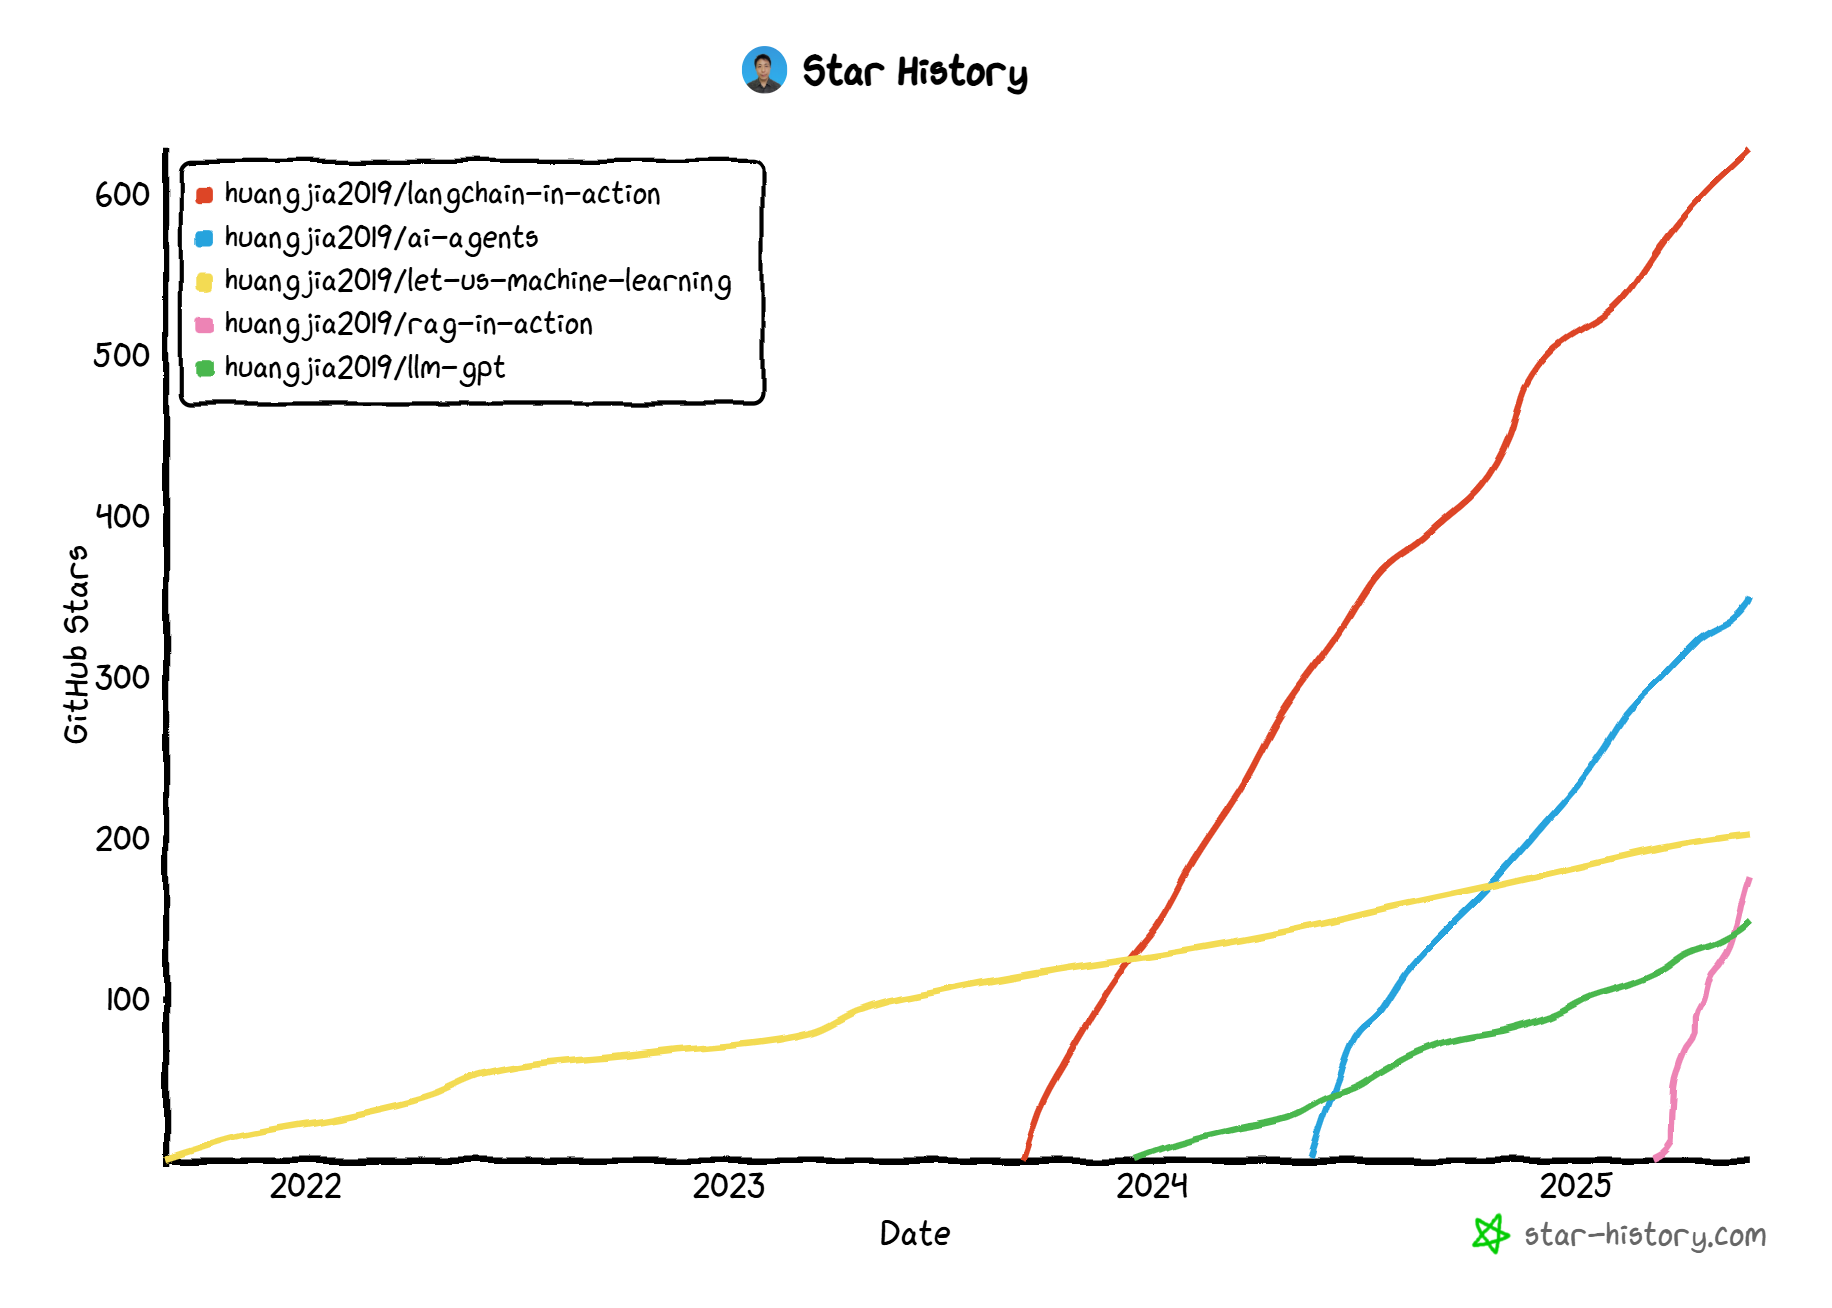 Star History
huangjia2019/langchain-in-action
huangjia2019/ai-agents
huangjia2019/let-us-machine-learning
huangjia2019/rag-in-action
huangjia2019/llm-gpt
600
500
400
300
200
100
GitHub Stars
2022
2023
2024
2025
Date
star-history.com